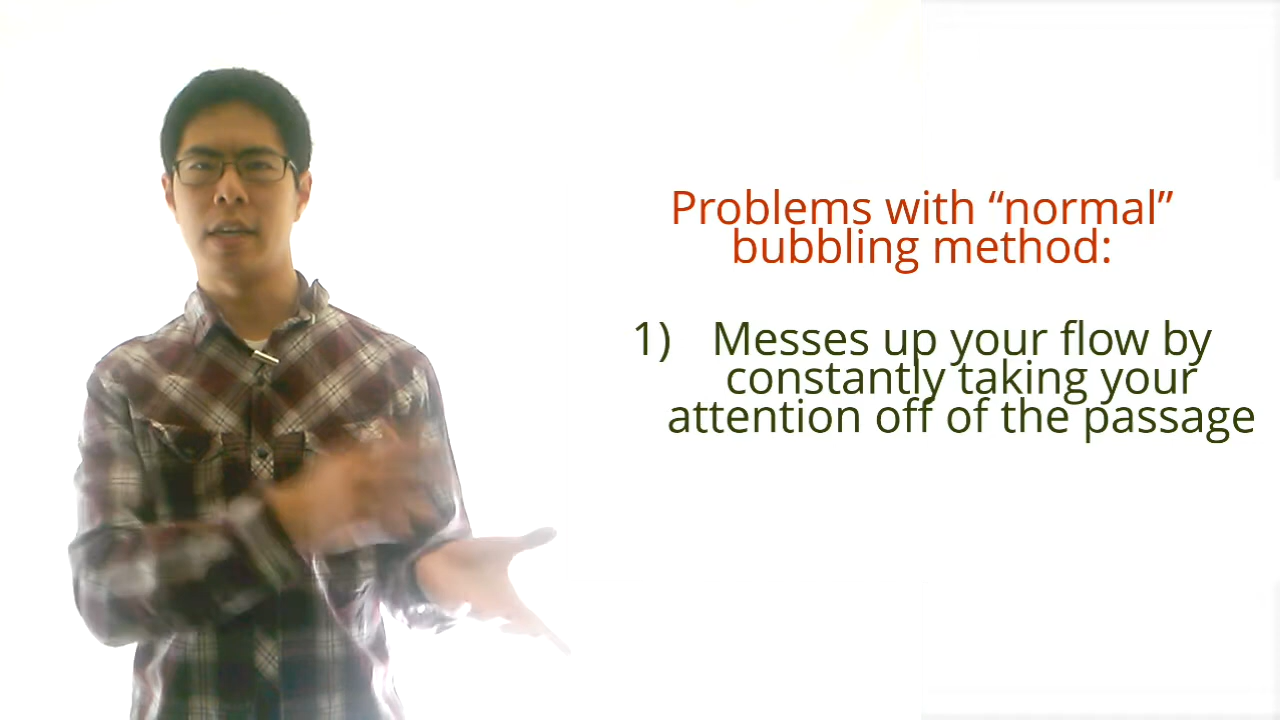 Problems with “normal”
bubbling method:
1) Messes up your flow by
constantly taking your
attention off of the passage